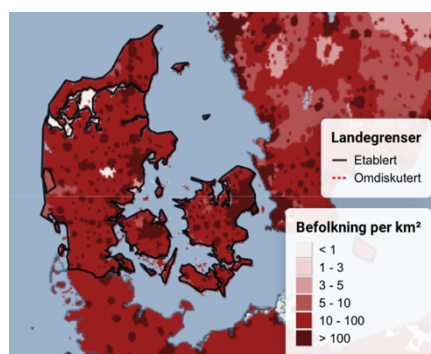 Landegrenser
Etablert
Omdiskutert
Befolkning per km²
< 1
1 - 3
3 - 5
5 - 10
10 - 100
> 100